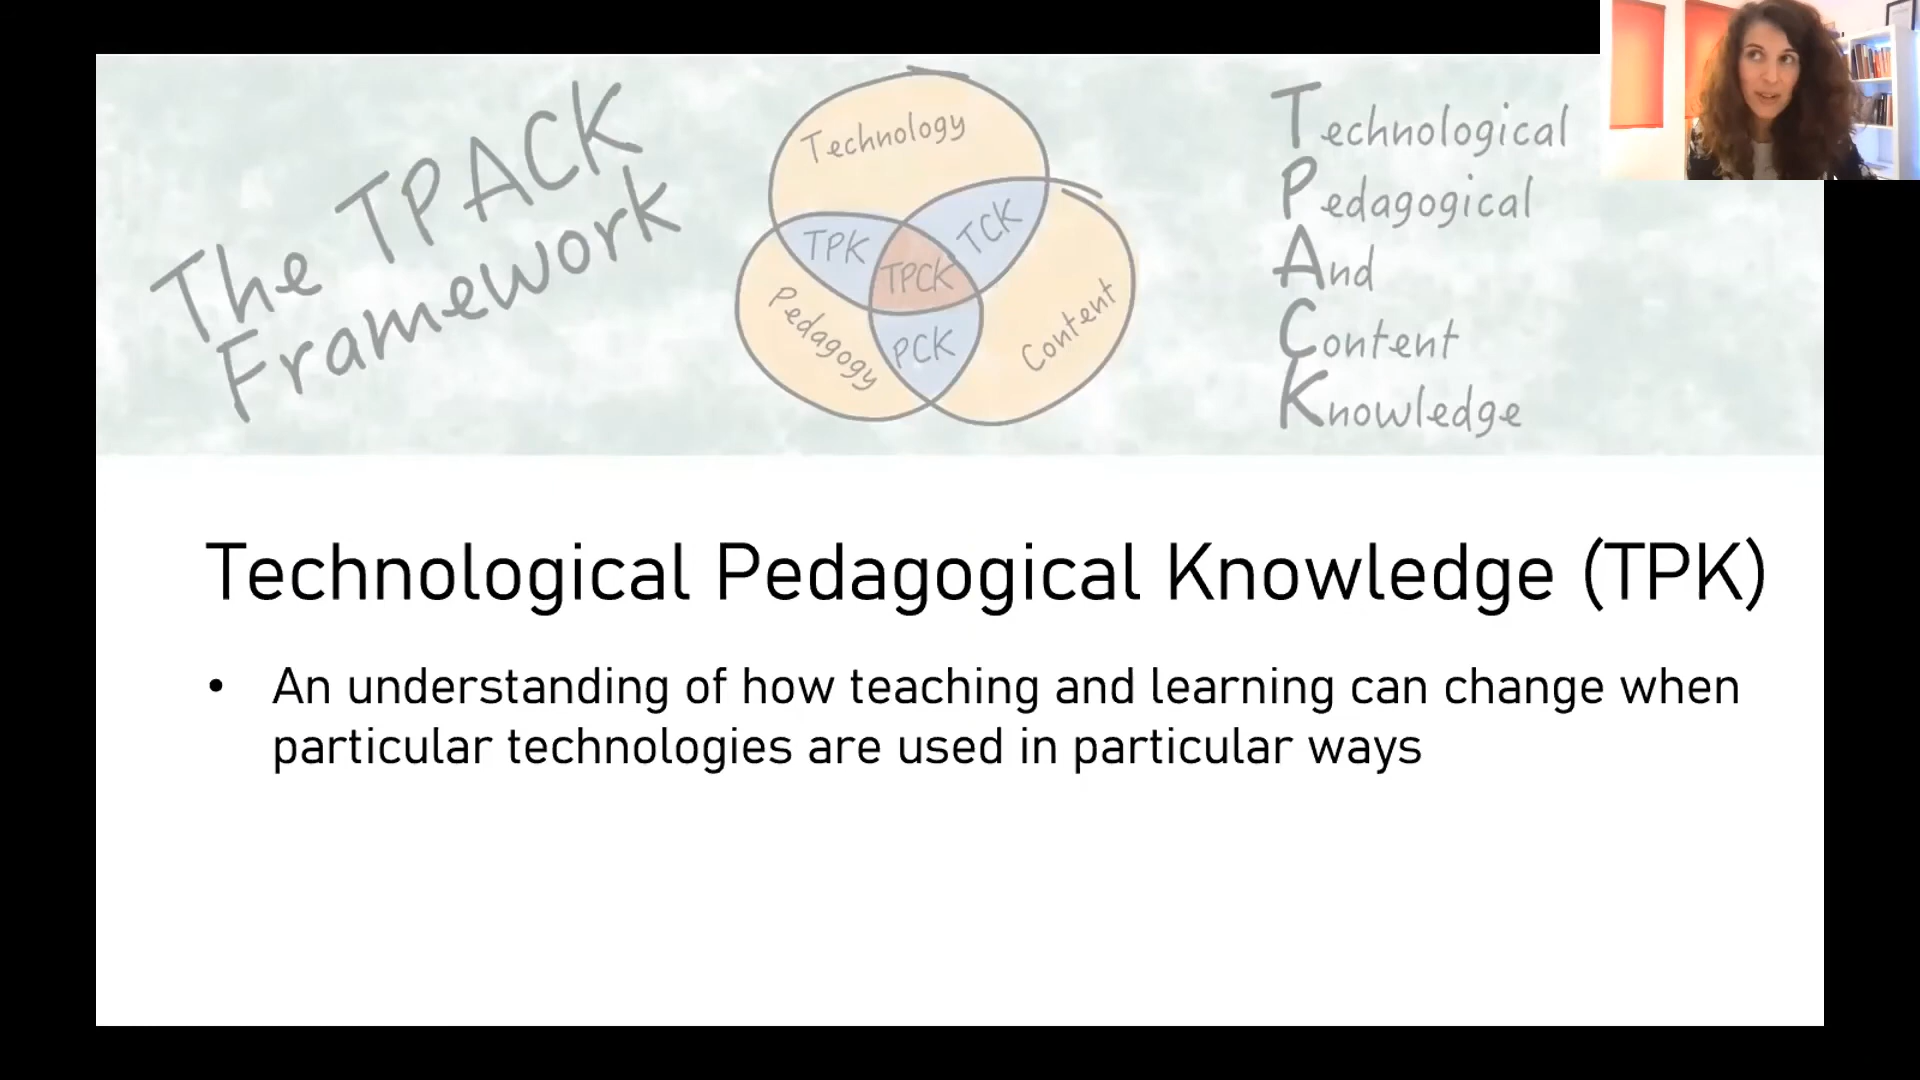 The TPACK
Framework
Technology
TPK
TCK
TPCK
Pedagogy
PCK
Content
Technological
Pedagogical
And
Content
Knowledge
Technological Pedagogical Knowledge (TPK)
• An understanding of how teaching and learning can change when
particular technologies are used in particular ways